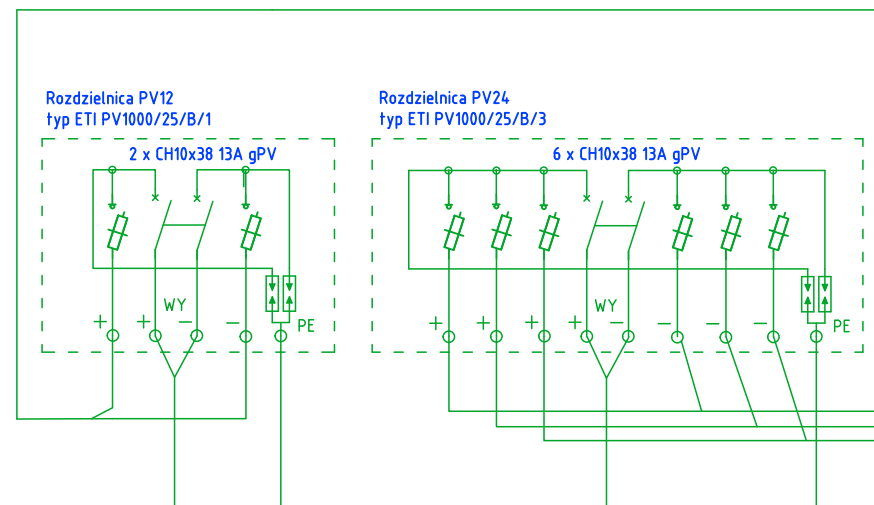 Rozdzielnica PV12
typ ETI PV1000/25/B/1
2 x CH10x38 13A gPV
WY
+
+
−
−
PE
Rozdzielnica PV24
typ ETI PV1000/25/B/3
6 x CH10x38 13A gPV
WY
+
+
+
+
−
−
−
−
PE